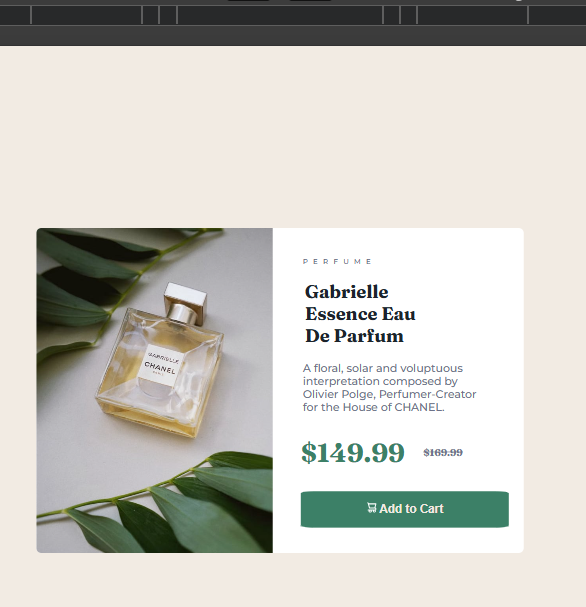 GABRIELLE
CHANEL
PARIS
PERFUME
Gabrielle
Essence Eau
De Parfum
A floral, solar and voluptuous
interpretation composed by
Olivier Polge, Perfumer-Creator
for the House of CHANEL.
$149.99 $169.99
Add to Cart